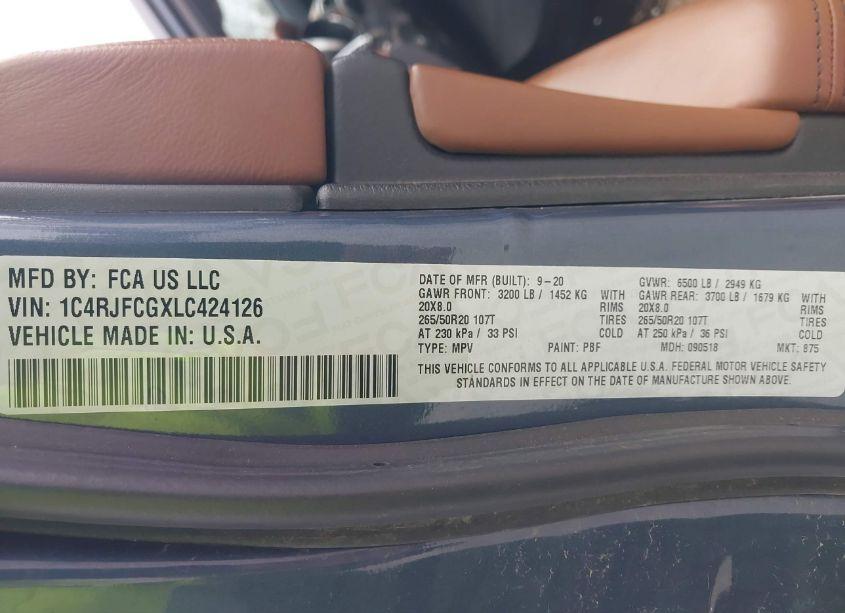 MFD BY: FCA US LLC
VIN: 1C4RJFCGXLC424126
VEHICLE MADE IN: U.S.A.
DATE OF MFR (BUILT): 9-20
GAWR FRONT: 3200 LB / 1452 KG WITH
20X8.0 RIMS
265/50R20 107T TIRES
AT 230 kPa / 33 PSI COLD
TYPE: MPV PAINT: PBF
GVWR: 6500 LB / 2949 KG
GAWR REAR: 3700 LB / 1679 KG WITH
20X8.0 RIMS
265/50R20 107T TIRES
AT 250 kPa / 36 PSI COLD
MDH: 090518 MKT: 875
THIS VEHICLE CONFORMS TO ALL APPLICABLE U.S.A. FEDERAL MOTOR VEHICLE SAFETY
STANDARDS IN EFFECT ON THE DATE OF MANUFACTURE SHOWN ABOVE.